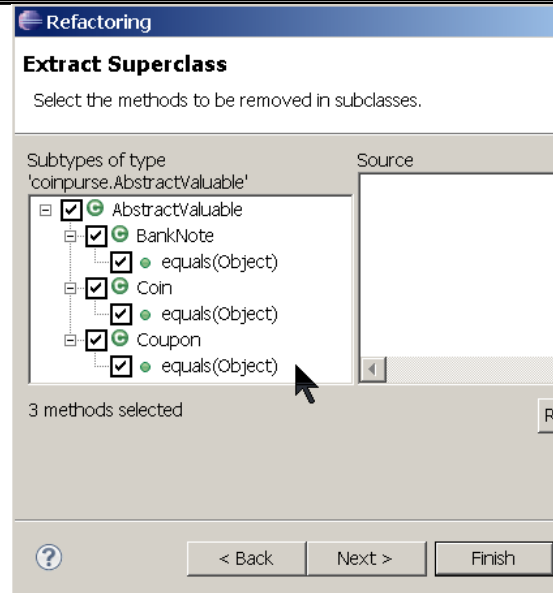 Refactoring
Extract Superclass
Select the methods to be removed in subclasses.
Subtypes of type
'coinpurse.AbstractValuable'
Source
AbstractValuable
BankNote
equals(Object)
Coin
equals(Object)
Coupon
equals(Object)
3 methods selected
R
?
< Back
Next >
Finish